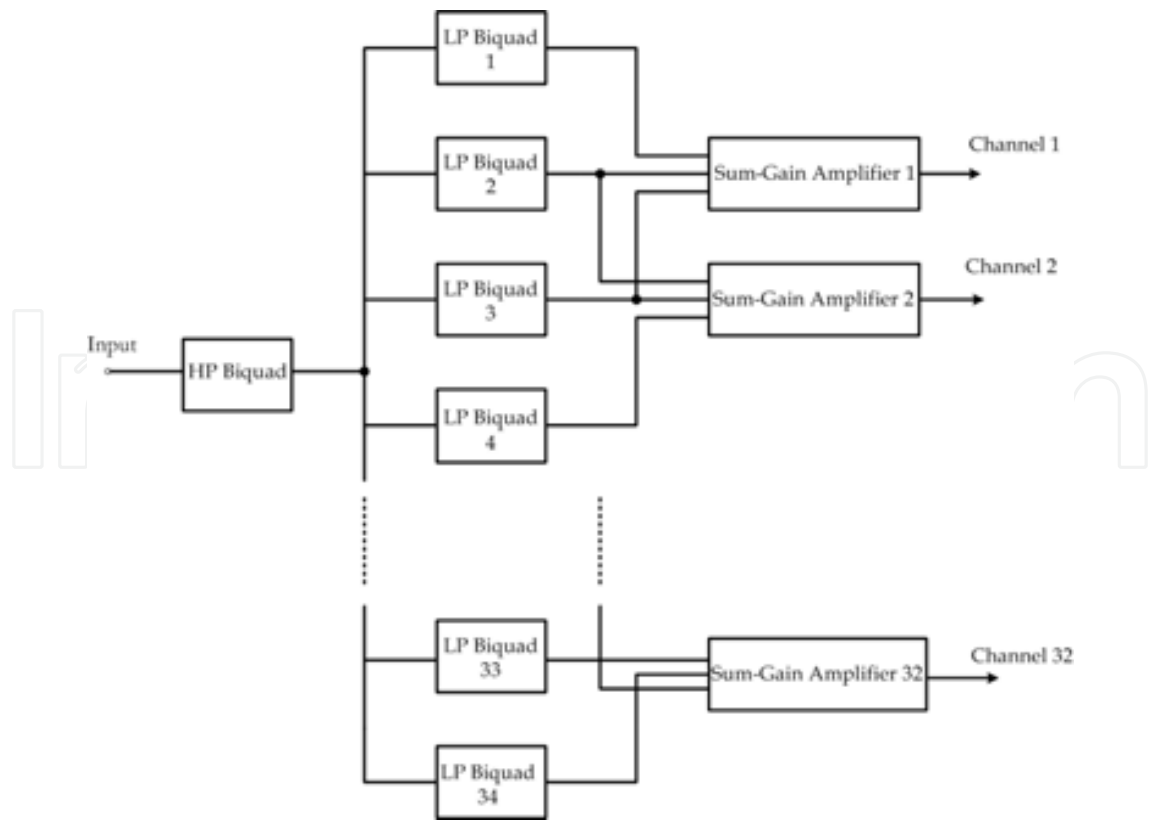 LP Biquad
1
LP Biquad
2
LP Biquad
3
LP Biquad
4
LP Biquad
33
LP Biquad
34
Input
HP Biquad
Sum-Gain Amplifier 1
Channel 1
Sum-Gain Amplifier 2
Channel 2
Sum-Gain Amplifier 32
Channel 32